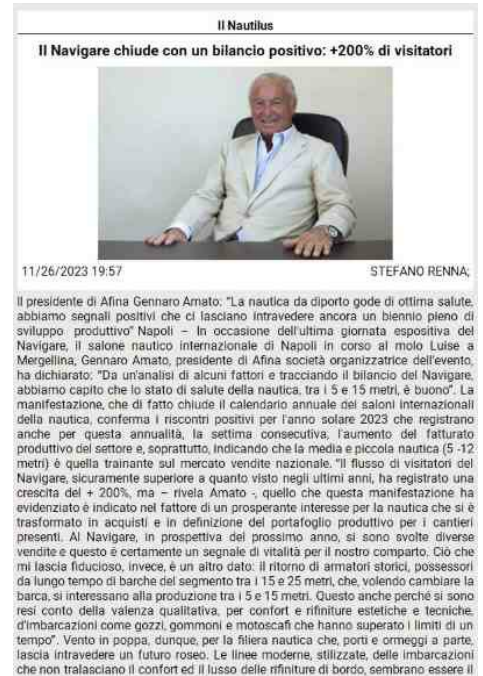 Il Nautilus
Il Navigare chiude con un bilancio positivo: +200% di visitatori
11/26/2023 19:57
STEFANO RENNA;
Il presidente di Afina Gennaro Amato: "La nautica da diporto gode di ottima salute,
abbiamo segnali positivi che ci lasciano intravedere ancora un biennio pieno di
sviluppo produttivo" Napoli – In occasione dell'ultima giornata espositiva del
Navigare, il salone nautico internazionale di Napoli in corso al molo Luise a
Mergellina, Gennaro Amato, presidente di Afina società organizzatrice dell'evento,
ha dichiarato: "Da un'analisi di alcuni fattori e tracciando il bilancio del Navigare,
abbiamo capito che lo stato di salute della nautica, tra i 5 e 15 metri, è buono". La
manifestazione, che di fatto chiude il calendario annuale dei saloni internazionali
della nautica, conferma i riscontri positivi per l'anno solare 2023 che registrano
anche per questa annualità, la settima consecutiva, l'aumento del fatturato
produttivo del settore e, soprattutto, indicando che la media e piccola nautica (5 -12
metri) è quella trainante sul mercato vendite nazionale. "Il flusso di visitatori del
Navigare, sicuramente superiore a quanto visto negli ultimi anni, ha registrato una
crescita del + 200%, ma – rivela Amato -, quello che questa manifestazione ha
evidenziato è indicato nel fattore di un prosperante interesse per la nautica che si è
trasformato in acquisti e in definizione del portafoglio produttivo per i cantieri
presenti. Al Navigare, in prospettiva del prossimo anno, si sono svolte diverse
vendite e questo è certamente un segnale di vitalità per il nostro comparto. Ciò che
mi lascia fiducioso, invece, è un altro dato: il ritorno di armatori storici, possessori
da lungo tempo di barche del segmento tra i 15 e 25 metri, che, volendo cambiare la
barca, si interessano alla produzione tra i 5 e 15 metri. Questo anche perché si sono
resi conto della valenza qualitativa, per confort e rifiniture estetiche e tecniche,
d'imbarcazioni come gozzi, gommoni e motoscafi che hanno superato i limiti di un
tempo". Vento in poppa, dunque, per la filiera nautica che, porti e ormeggi a parte,
lascia intravedere un futuro roseo. Le linee moderne, stilizzate, delle imbarcazioni
che non tralasciano il confort ed il lusso delle rifiniture di bordo, sembrano essere il